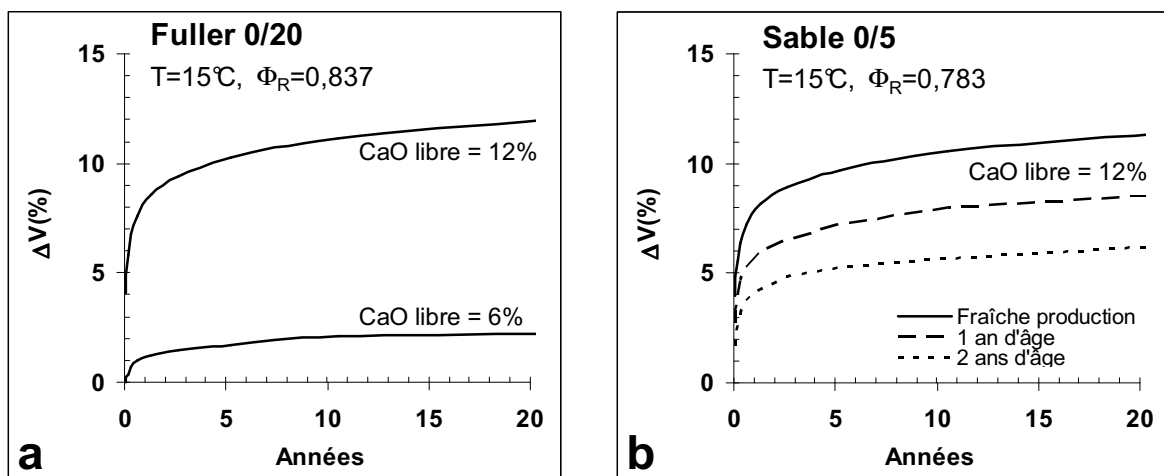 Fuller 0/20
T=15°C, ΦR=0,837
15
10
5
0
ΔV(%)
CaO libre = 12%
CaO libre = 6%
0 5 10 15 20
Années
a
Sable 0/5
T=15°C, ΦR=0,783
15
10
5
0
ΔV(%)
CaO libre = 12%
Fraîche production
1 an d'âge
2 ans d'âge
0 5 10 15 20
Années
b